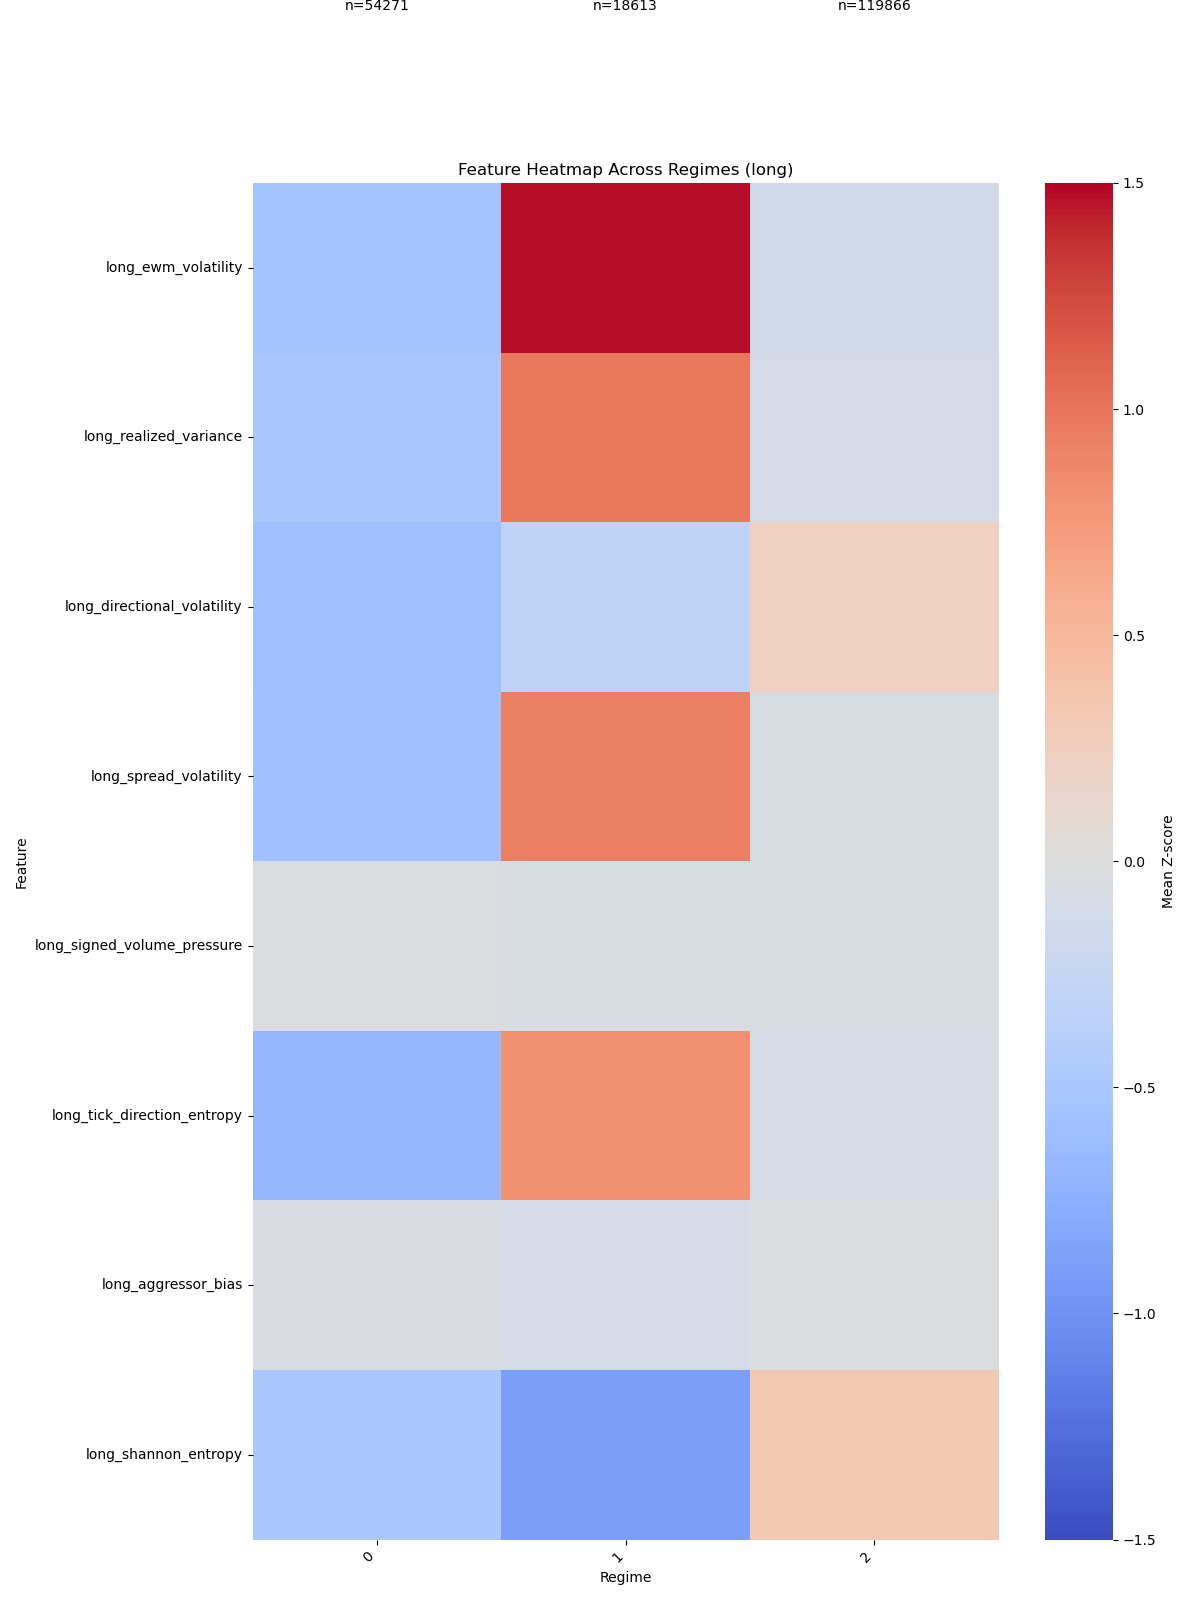 n=54271 n=18613 n=119866
Feature Heatmap Across Regimes (long)
long_ewm_volatility
long_realized_variance
long_directional_volatility
long_spread_volatility
long_signed_volume_pressure
long_tick_direction_entropy
long_aggressor_bias
long_shannon_entropy
Feature
0 1 2
Regime
1.5
1.0
0.5
0.0
−0.5
−1.0
−1.5
Mean Z-score